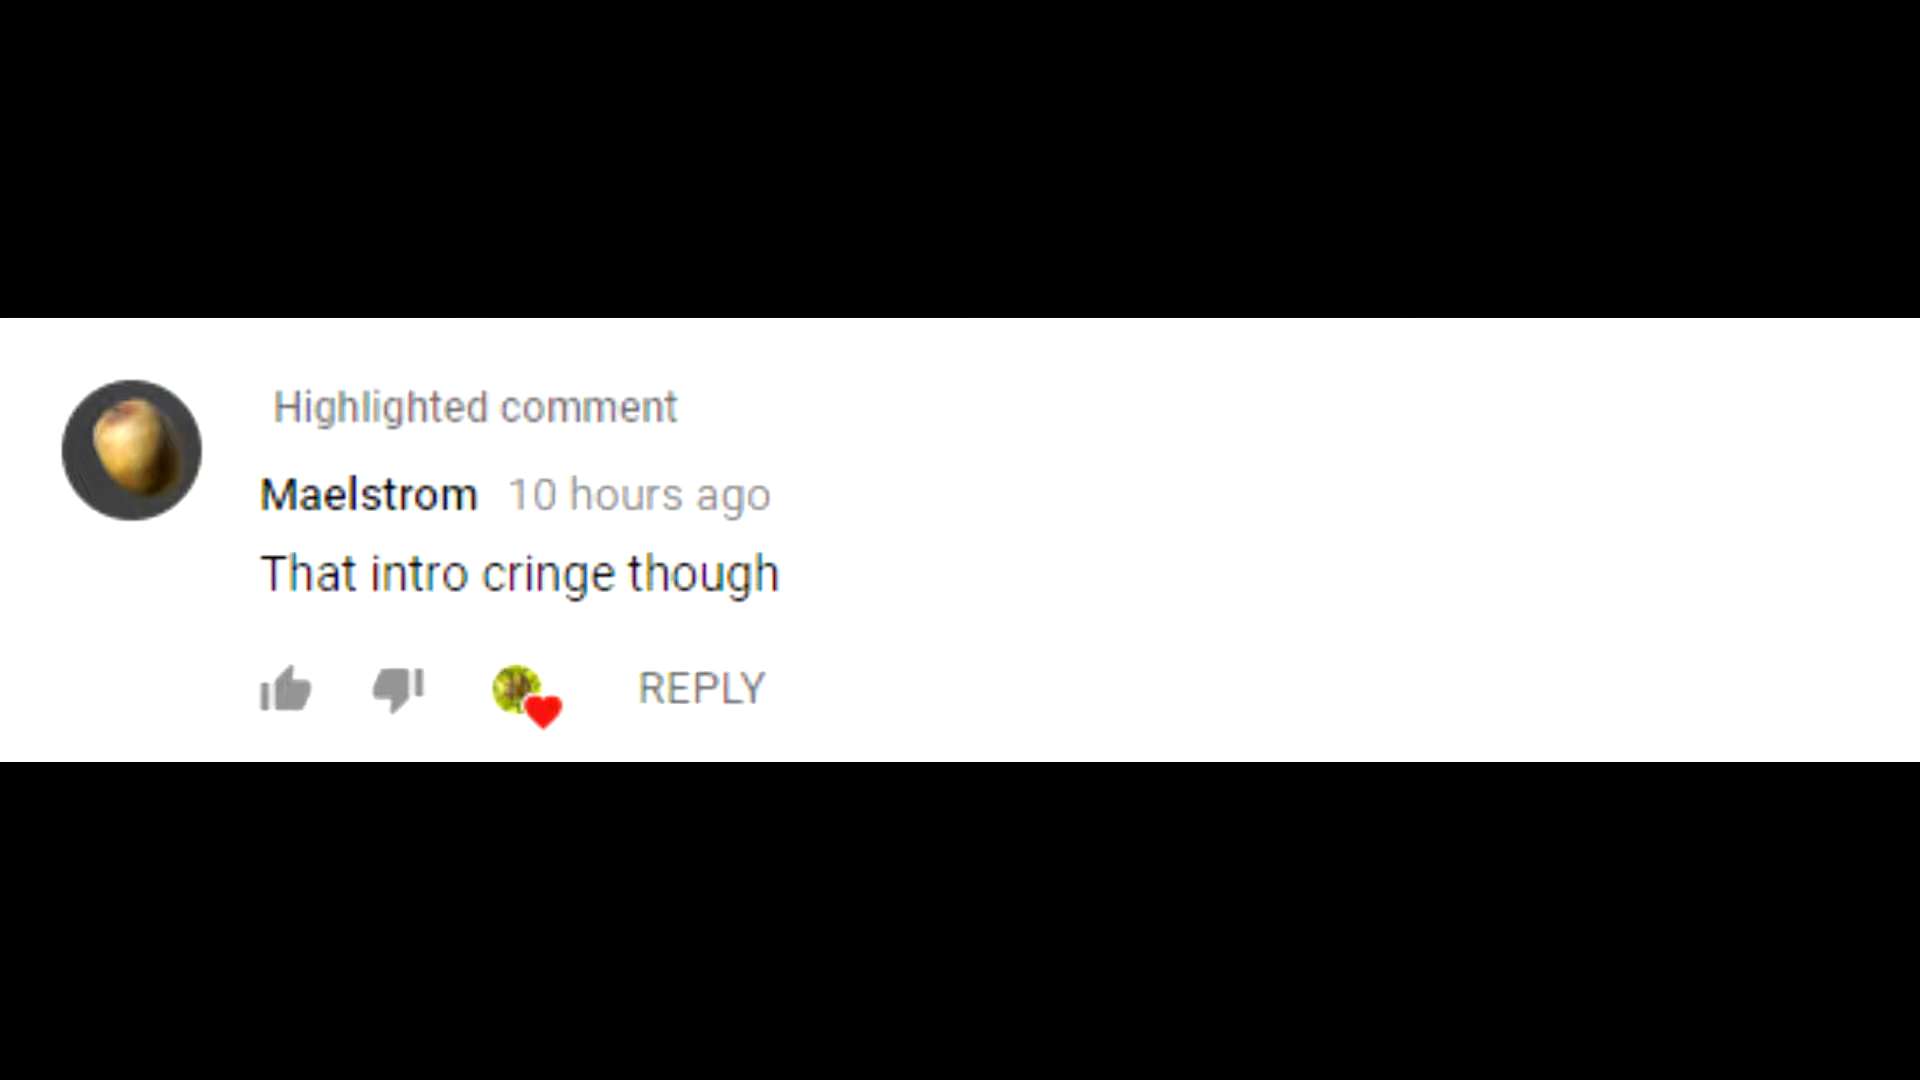 Highlighted comment
Maelstrom 10 hours ago
That intro cringe though
REPLY